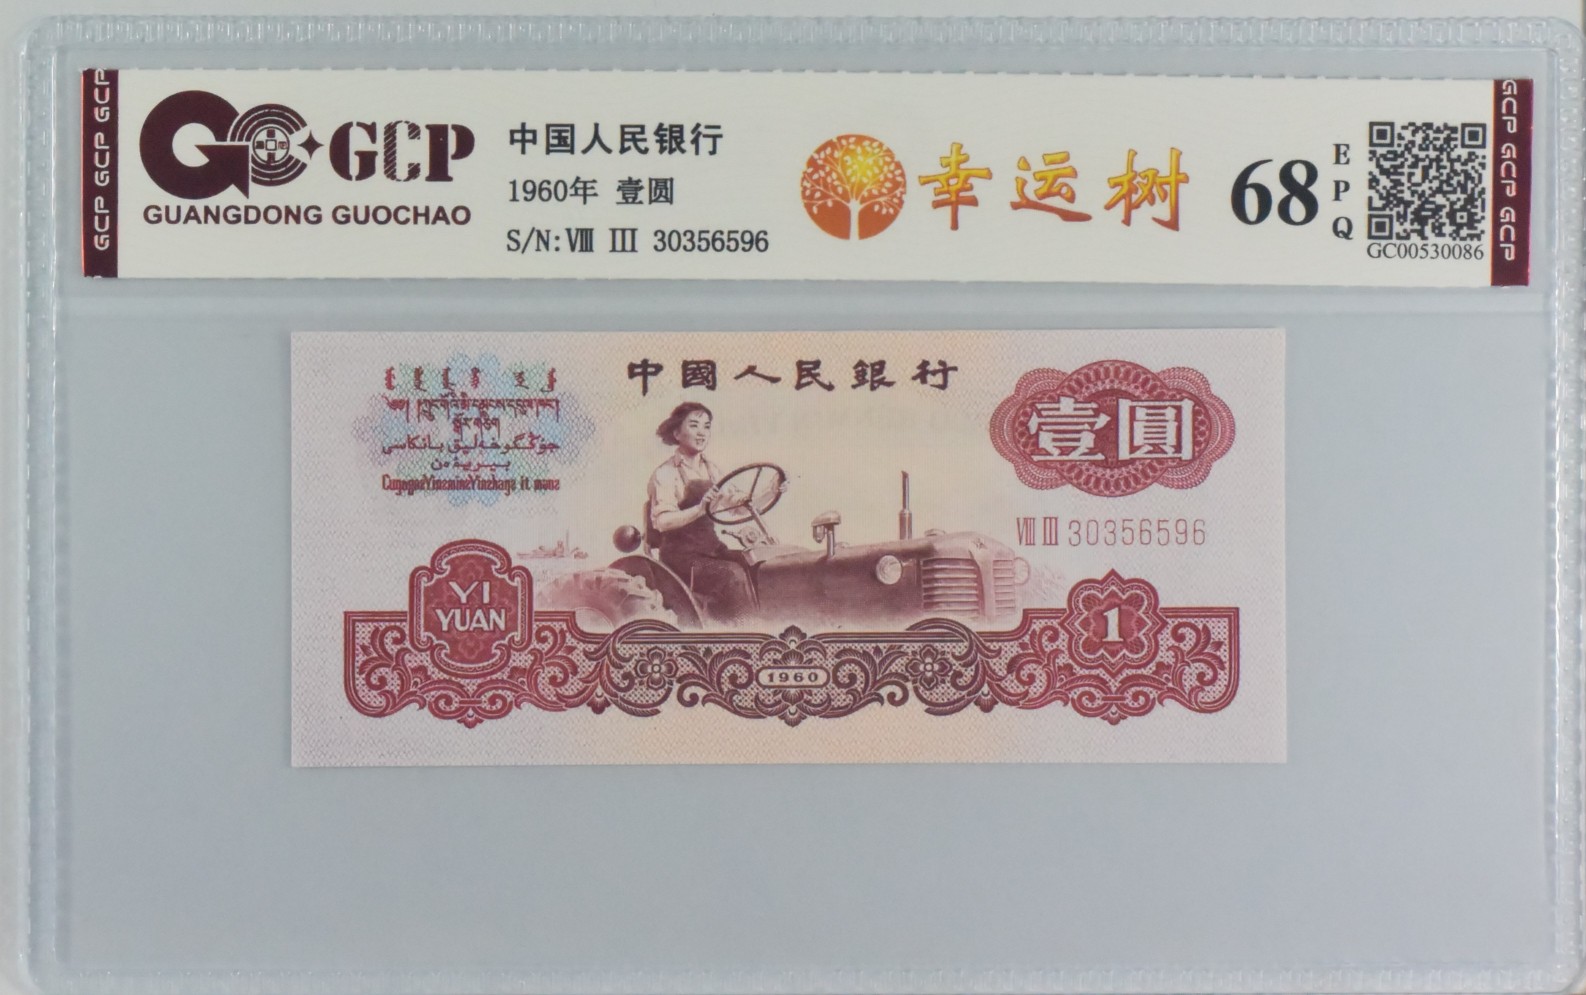 GCP GCP GCP
GCP
GUANGDONG GUOCHAO
中国人民银行
1960年 壹圆
S/N: Ⅷ Ⅲ 30356596
幸运树
68
EPQ
GC00530086
GCP GCP GCP
中國人民銀行
壹圓
Ⅷ Ⅲ 30356596
YI
YUAN
1
1960